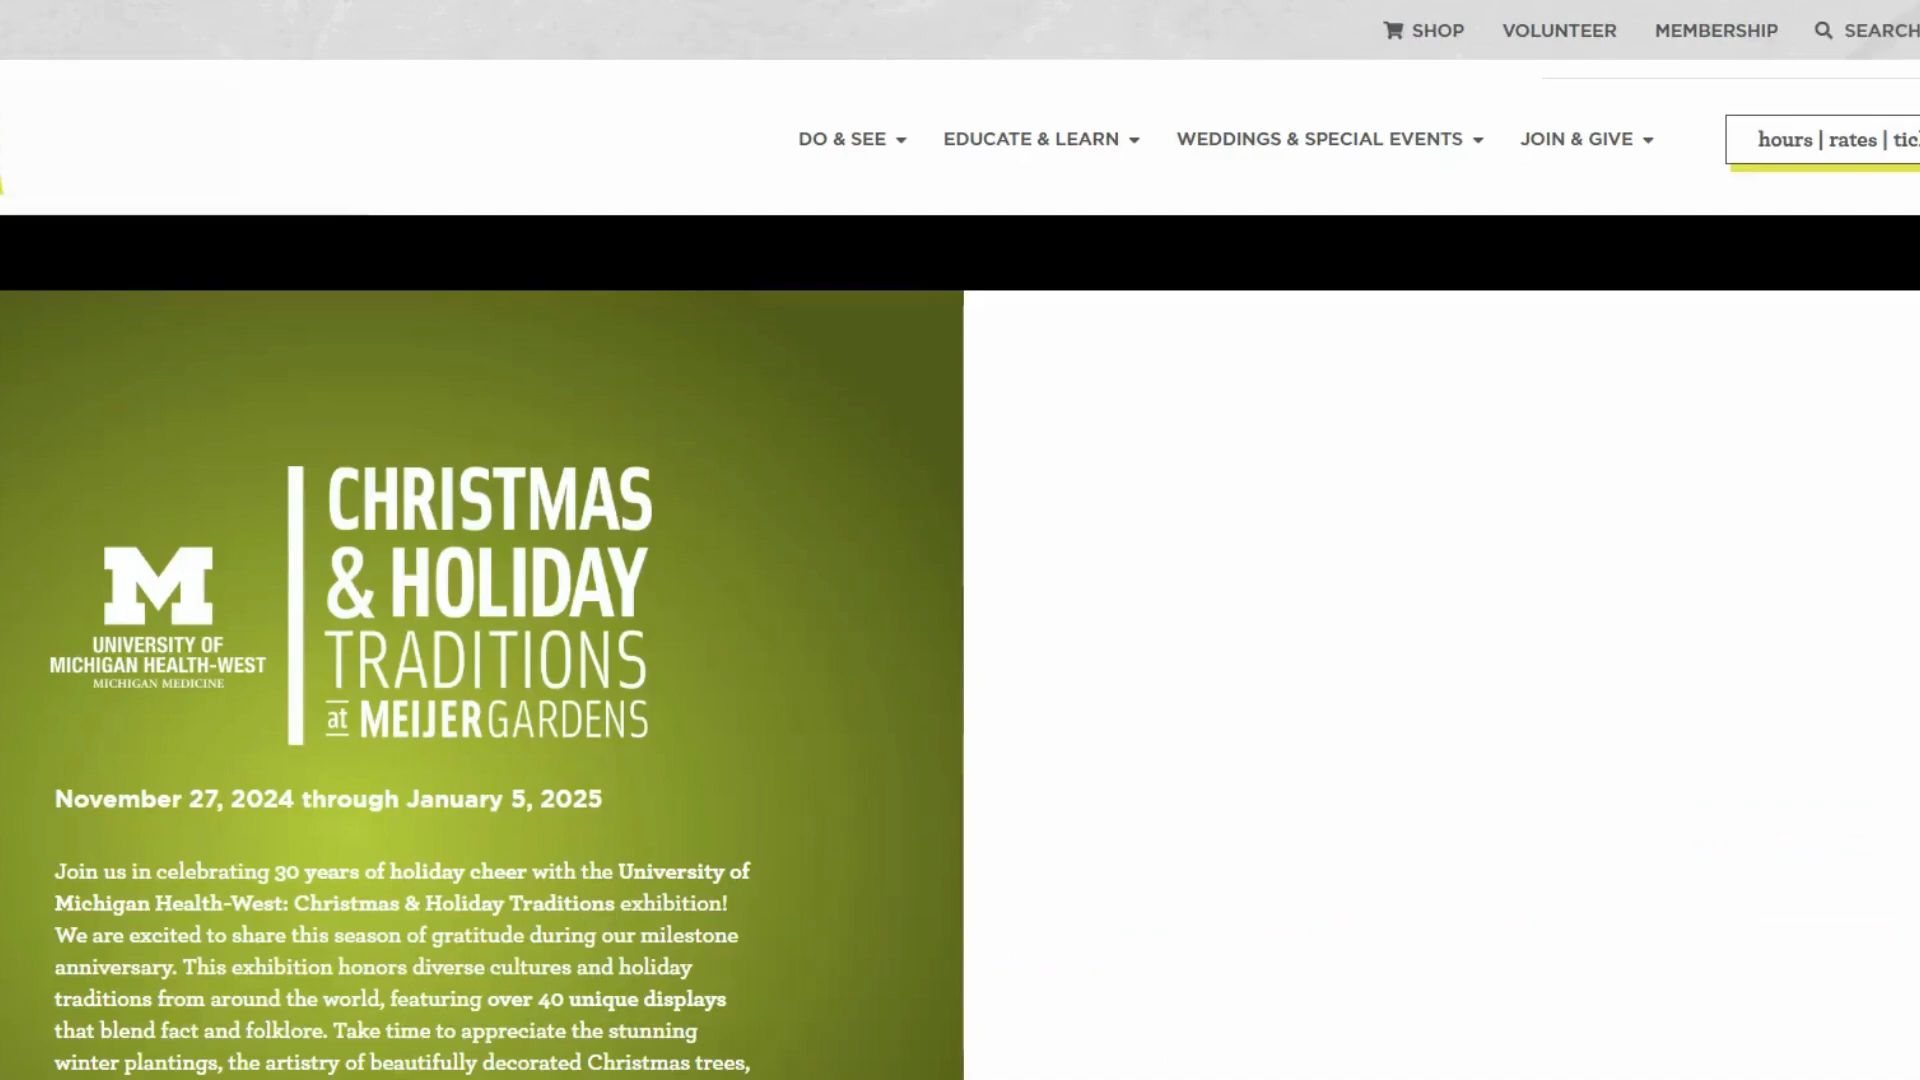 SHOP VOLUNTEER MEMBERSHIP SEARCH
DO & SEE EDUCATE & LEARN WEDDINGS & SPECIAL EVENTS JOIN & GIVE hours | rates |
CHRISTMAS
& HOLIDAY
TRADITIONS
at MEIJER GARDENS
M
UNIVERSITY OF
MICHIGAN HEALTH-WEST
MICHIGAN MEDICINE
November 27, 2024 through January 5, 2025
Join us in celebrating 30 years of holiday cheer with the University of
Michigan Health-West: Christmas & Holiday Traditions exhibition!
We are excited to share this season of gratitude during our milestone
anniversary. This exhibition honors diverse cultures and holiday
traditions from around the world, featuring over 40 unique displays
that blend fact and folklore. Take time to appreciate the stunning
winter plantings, the artistry of beautifully decorated Christmas trees,